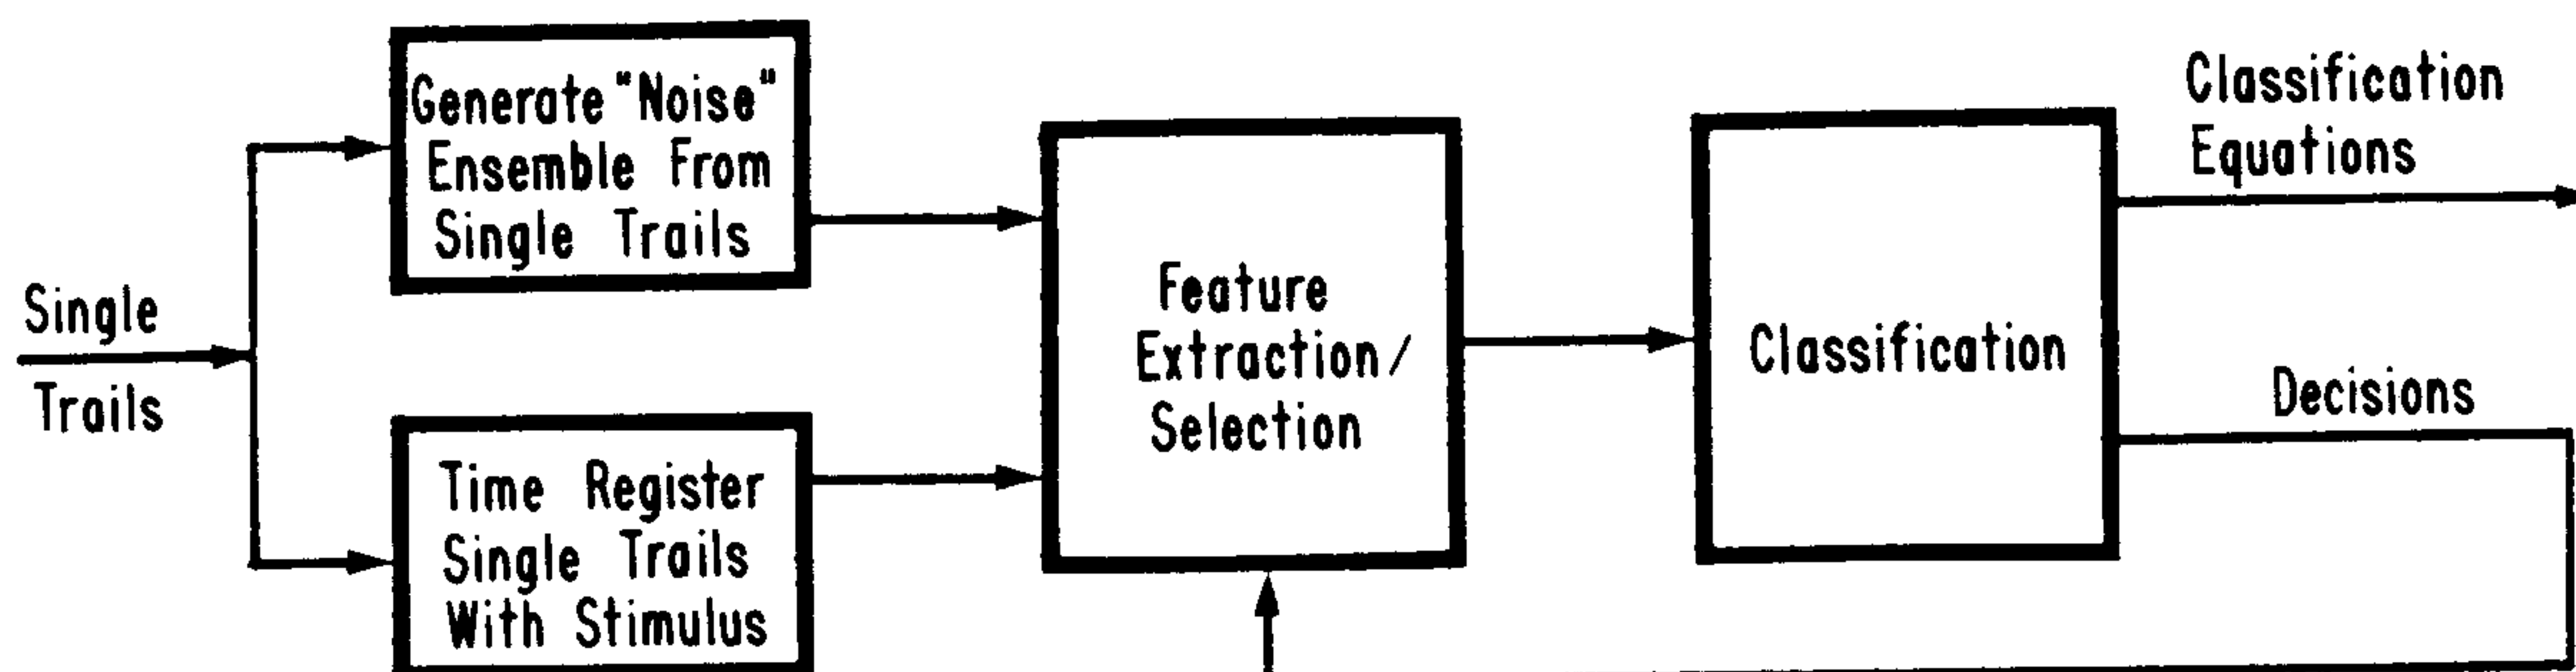 Single
Trails
Generate "Noise"
Ensemble From
Single Trails
Time Register
Single Trails
With Stimulus
Feature
Extraction/
Selection
Classification
Classification
Equations
Decisions